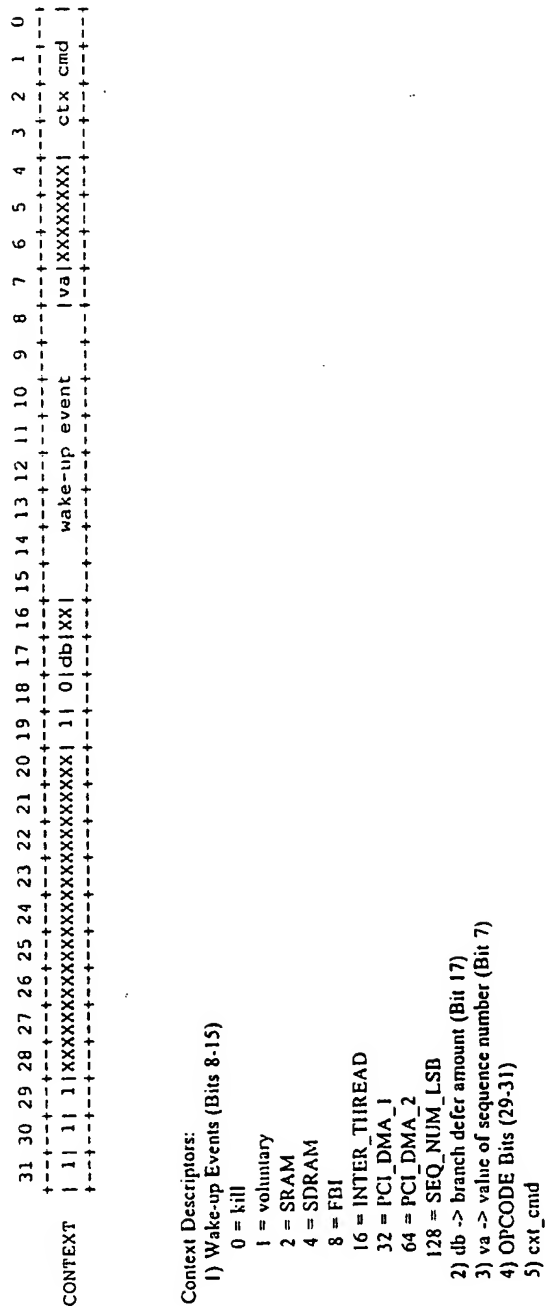 31 30 29 28 27 26 25 24 23 22 21 20 19 18 17 16 15 14 13 12 11 10 9 8 7 6 5 4 3 2 1 0
+--+--+--+--+--+--+--+--+--+--+--+--+--+--+--+--+--+--+--+--+--+--+--+--+--+--+--+--+--+--+--+--+
CONTEXT | 1| 1| 1|XXXXXXXXXXXXXXXXXXXXXXXXXX| 1| 0|db|XX| wake-up event |va|XXXXXXXX| ctx cmd |
+--+--+--+--+--+--+--+--+--+--+--+--+--+--+--+--+--+--+--+--+--+--+--+--+--+--+--+--+--+--+--+--+
Context Descriptors:
1) Wake-up Events (Bits 8-15)
0 = kill
1 = voluntary
2 = SRAM
4 = SDRAM
8 = FBI
16 = INTER_THREAD
32 = PCI_DMA_1
64 = PCI_DMA_2
128 = SEQ_NUM_LSB
2) db -> branch defer amount (Bit 17)
3) va -> value of sequence number (Bit 7)
4) OPCODE Bits (29-31)
5) cxt_cmd